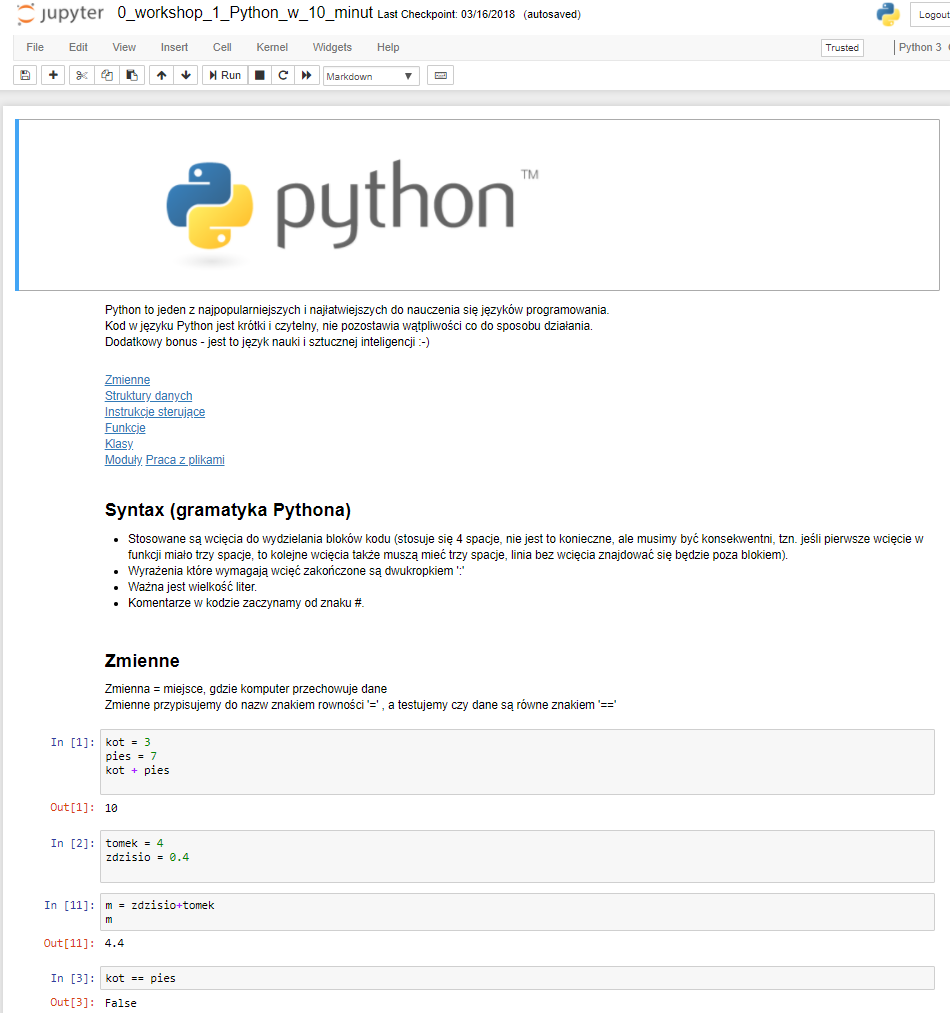 jupyter 0_workshop_1_Python_w_10_minut Last Checkpoint: 03/16/2018 (autosaved)
Logout
File Edit View Insert Cell Kernel Widgets Help
Trusted
Python 3
Run
Markdown
python™
Python to jeden z najpopularniejszych i najłatwiejszych do nauczenia się języków programowania.
Kod w języku Python jest krótki i czytelny, nie pozostawia wątpliwości co do sposobu działania.
Dodatkowy bonus - jest to język nauki i sztucznej inteligencji :-)
Zmienne
Struktury danych
Instrukcje sterujące
Funkcje
Klasy
Moduły Praca z plikami
Syntax (gramatyka Pythona)
• Stosowane są wcięcia do wydzielania bloków kodu (stosuje się 4 spacje, nie jest to konieczne, ale musimy być konsekwentni, tzn. jeśli pierwsze wcięcie w
funkcji miało trzy spacje, to kolejne wcięcia także muszą mieć trzy spacje, linia bez wcięcia znajdować się będzie poza blokiem).
• Wyrażenia które wymagają wcięć zakończone są dwukropkiem ':'
• Ważna jest wielkość liter.
• Komentarze w kodzie zaczynamy od znaku #.
Zmienne
Zmienna = miejsce, gdzie komputer przechowuje dane
Zmienne przypisujemy do nazw znakiem rowności '=' , a testujemy czy dane są równe znakiem '=='
In [1]: kot = 3
pies = 7
kot + pies
Out[1]: 10
In [2]: tomek = 4
zdzisio = 0.4
In [11]: m = zdzisio+tomek
m
Out[11]: 4.4
In [3]: kot == pies
Out[3]: False